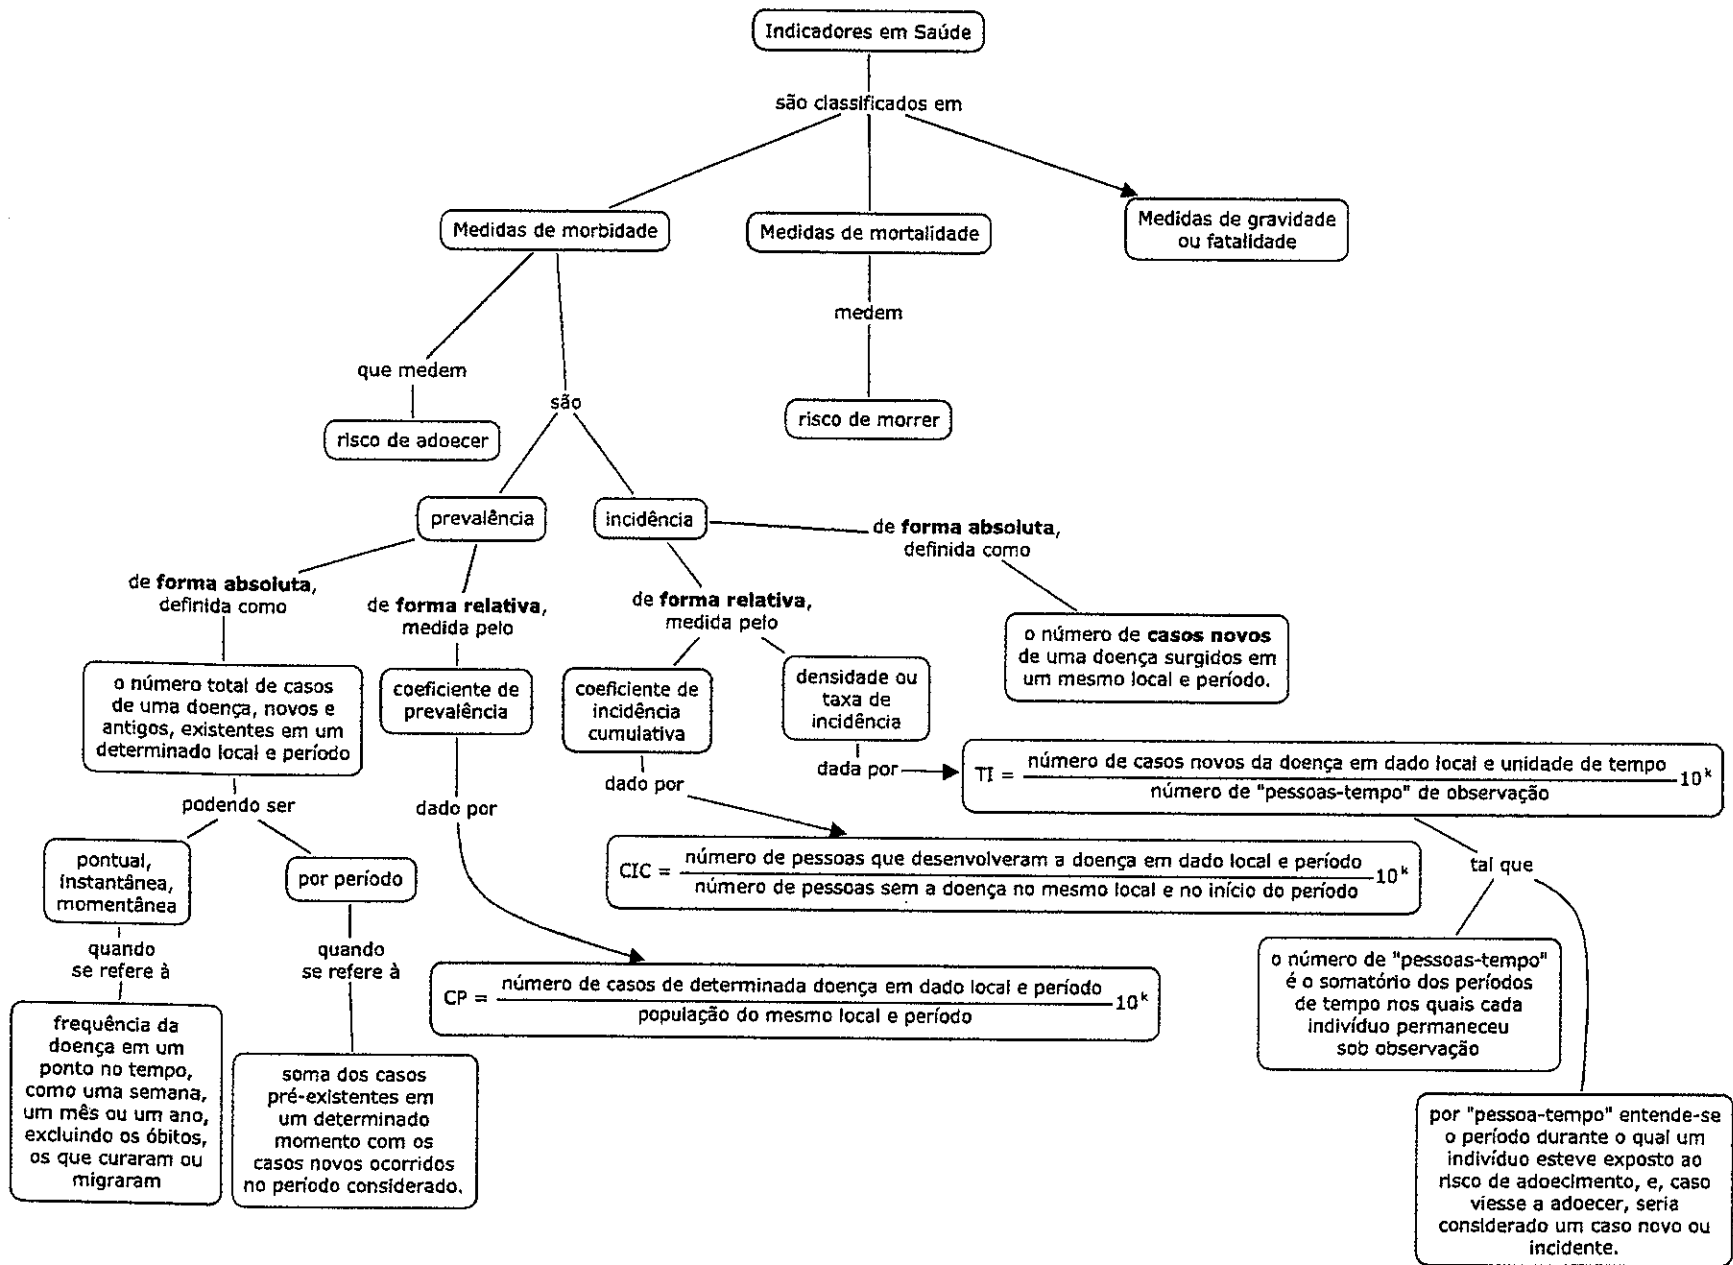 Indicadores em Saúde
são classificados em
Medidas de morbidade
Medidas de mortalidade
Medidas de gravidade
ou fatalidade
que medem
são
medem
risco de adoecer
risco de morrer
prevalência
incidência
de forma absoluta,
definida como
de forma relativa,
medida pelo
de forma relativa,
medida pelo
de forma absoluta,
definida como
o número total de casos
de uma doença, novos e
antigos, existentes em um
determinado local e período
coeficiente de
prevalência
coeficiente de
incidência
cumulativa
densidade ou
taxa de
incidência
o número de casos novos
de uma doença surgidos em
um mesmo local e período.
podendo ser
dado por
dado por
dada por
TI = número de casos novos da doença em dado local e unidade de tempo 10^k
número de "pessoas-tempo" de observação
CIC = número de pessoas que desenvolveram a doença em dado local e período 10^k
número de pessoas sem a doença no mesmo local e no início do período
tal que
pontual,
instantânea,
momentânea
por período
quando
se refere à
quando
se refere à
CP = número de casos de determinada doença em dado local e período 10^k
população do mesmo local e período
o número de "pessoas-tempo"
é o somatório dos períodos
de tempo nos quais cada
indivíduo permaneceu
sob observação
frequência da
doença em um
ponto no tempo,
como uma semana,
um mês ou um ano,
excluindo os óbitos,
os que curaram ou
migraram
soma dos casos
pré-existentes em
um determinado
momento com os
casos novos ocorridos
no período considerado.
por "pessoa-tempo" entende-se
o período durante o qual um
indivíduo esteve exposto ao
risco de adoecimento, e, caso
viesse a adoecer, seria
considerado um caso novo ou
incidente.